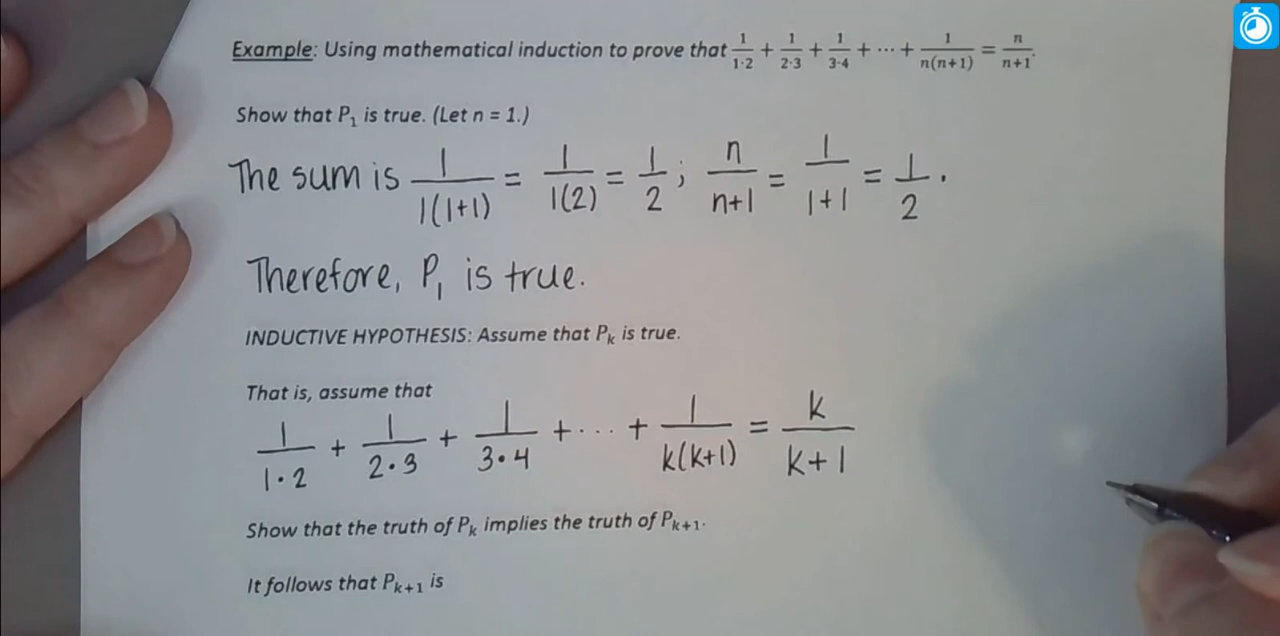 Example: Using mathematical induction to prove that 1/1·2 + 1/2·3 + 1/3·4 + ··· + 1/n(n+1) = n/n+1.
Show that P₁ is true. (Let n = 1.)
The sum is 1/1(1+1) = 1/1(2) = 1/2 ; n/n+1 = 1/1+1 = 1/2 .
Therefore, P₁ is true.
INDUCTIVE HYPOTHESIS: Assume that Pₖ is true.
That is, assume that
1/1·2 + 1/2·3 + 1/3·4 + ··· + 1/k(k+1) = k/k+1
Show that the truth of Pₖ implies the truth of Pₖ₊₁.
It follows that Pₖ₊₁ is